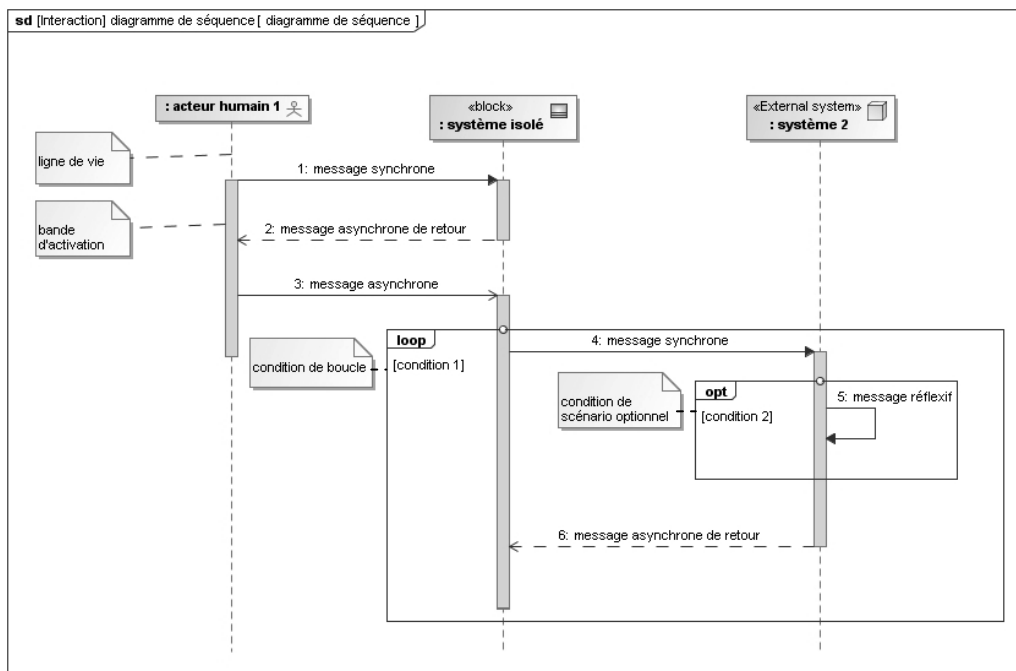 sd [Interaction] diagramme de séquence [ diagramme de séquence ]
: acteur humain 1
«block»
: système isolé
«External system»
: système 2
ligne de vie
1: message synchrone
bande
d'activation
2: message asynchrone de retour
3: message asynchrone
loop
4: message synchrone
condition de boucle
[condition 1]
opt
5: message réflexif
condition de
scénario optionnel
[condition 2]
6: message asynchrone de retour